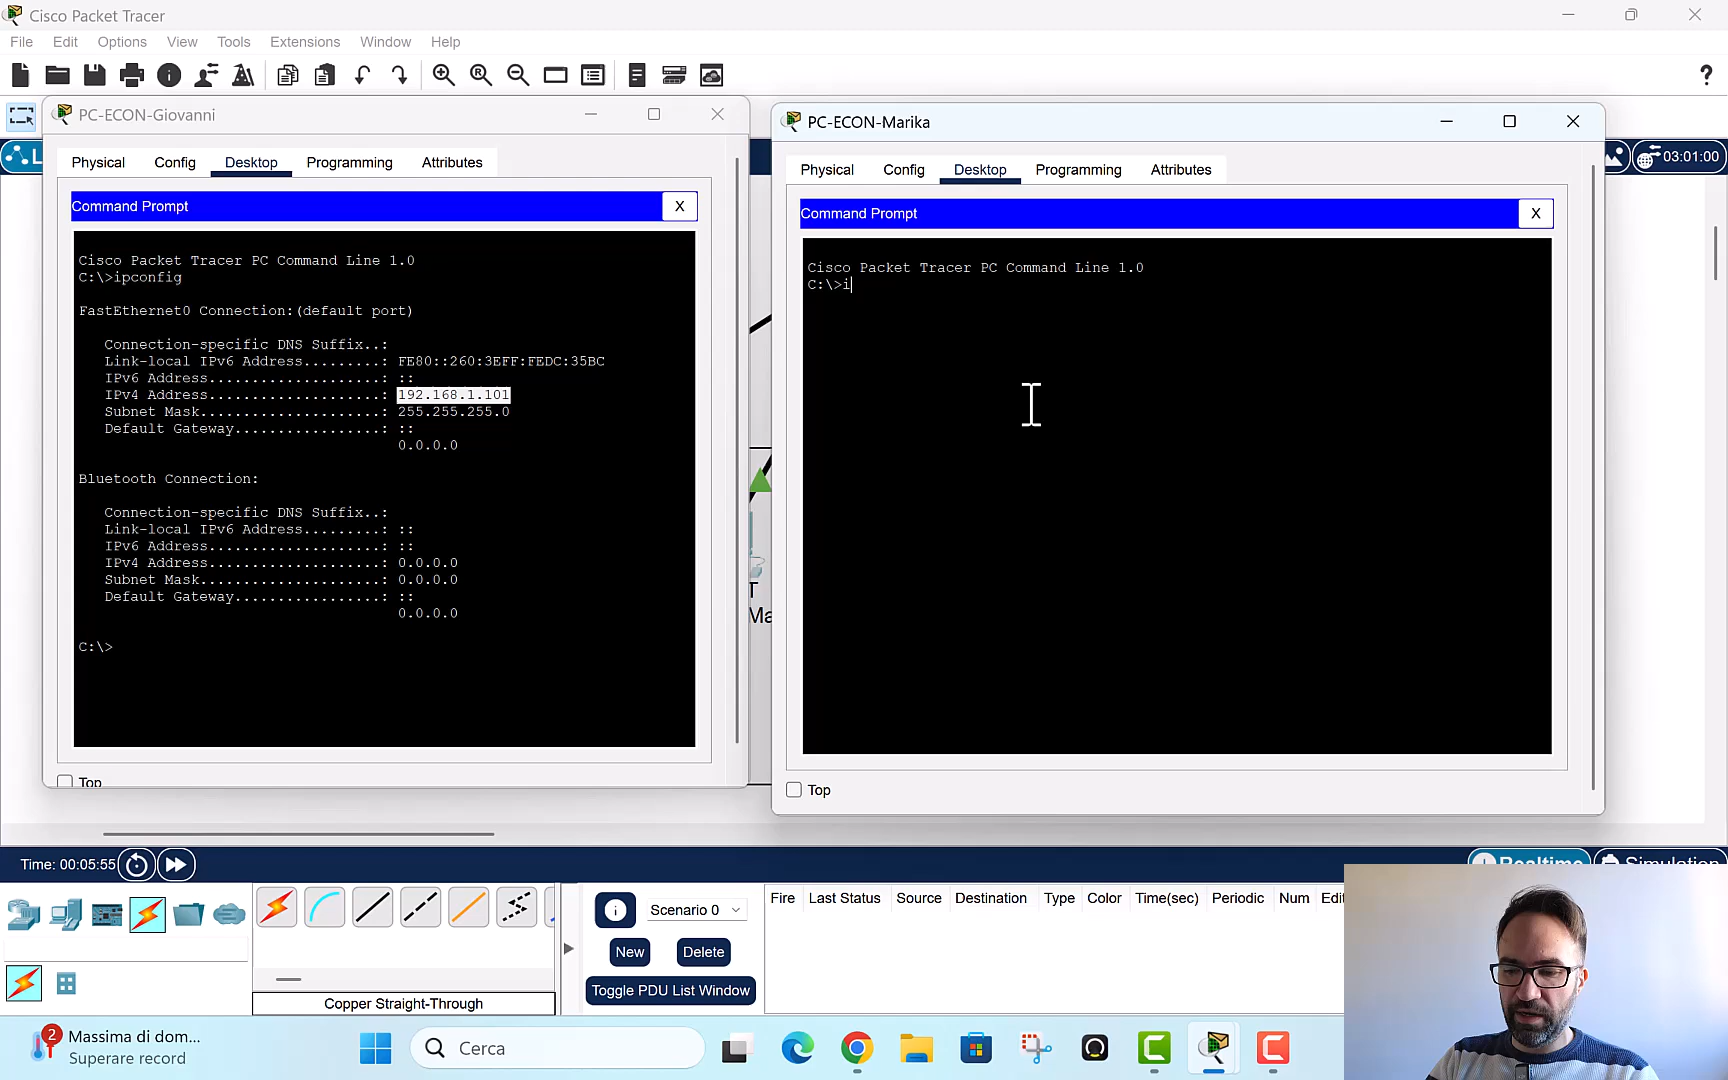 Cisco Packet Tracer
File Edit Options View Tools Extensions Window Help
?
PC-ECON-Giovanni
Physical Config Desktop Programming Attributes
Command Prompt X
Cisco Packet Tracer PC Command Line 1.0
C:\>ipconfig
FastEthernet0 Connection:(default port)
Connection-specific DNS Suffix..:
Link-local IPv6 Address.........: FE80::260:3EFF:FEDC:35BC
IPv6 Address....................: ::
IPv4 Address....................: 192.168.1.101
Subnet Mask.....................: 255.255.255.0
Default Gateway.................: ::
0.0.0.0
Bluetooth Connection:
Connection-specific DNS Suffix..:
Link-local IPv6 Address.........: ::
IPv6 Address....................: ::
IPv4 Address....................: 0.0.0.0
Subnet Mask.....................: 0.0.0.0
Default Gateway.................: ::
0.0.0.0
C:\>
Top
PC-ECON-Marika
Physical Config Desktop Programming Attributes
Command Prompt X
Cisco Packet Tracer PC Command Line 1.0
C:\>i
Top
L
03:01:00
T
Ma
Time: 00:05:55
Realtime Simulation
Scenario 0
New Delete
Toggle PDU List Window
Fire Last Status Source Destination Type Color Time(sec) Periodic Num Edit
Copper Straight-Through
2
Massima di dom...
Superare record
Cerca